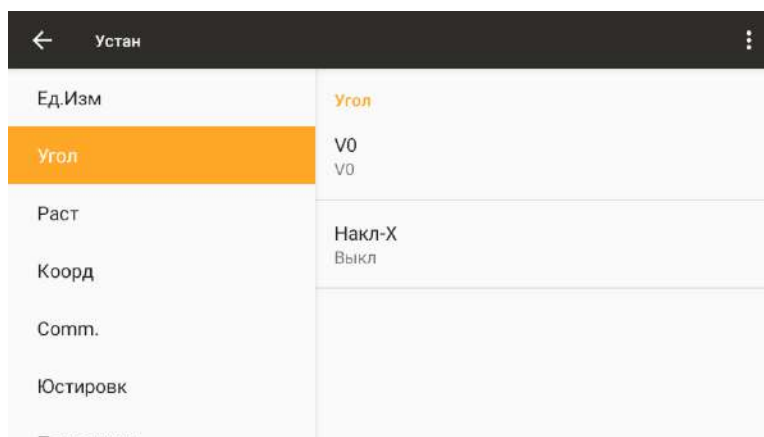 Устан
Ед.Изм
Угол
Раст
Коорд
Comm.
Юстировк
Угол
V0
V0
Накл-X
Выкл